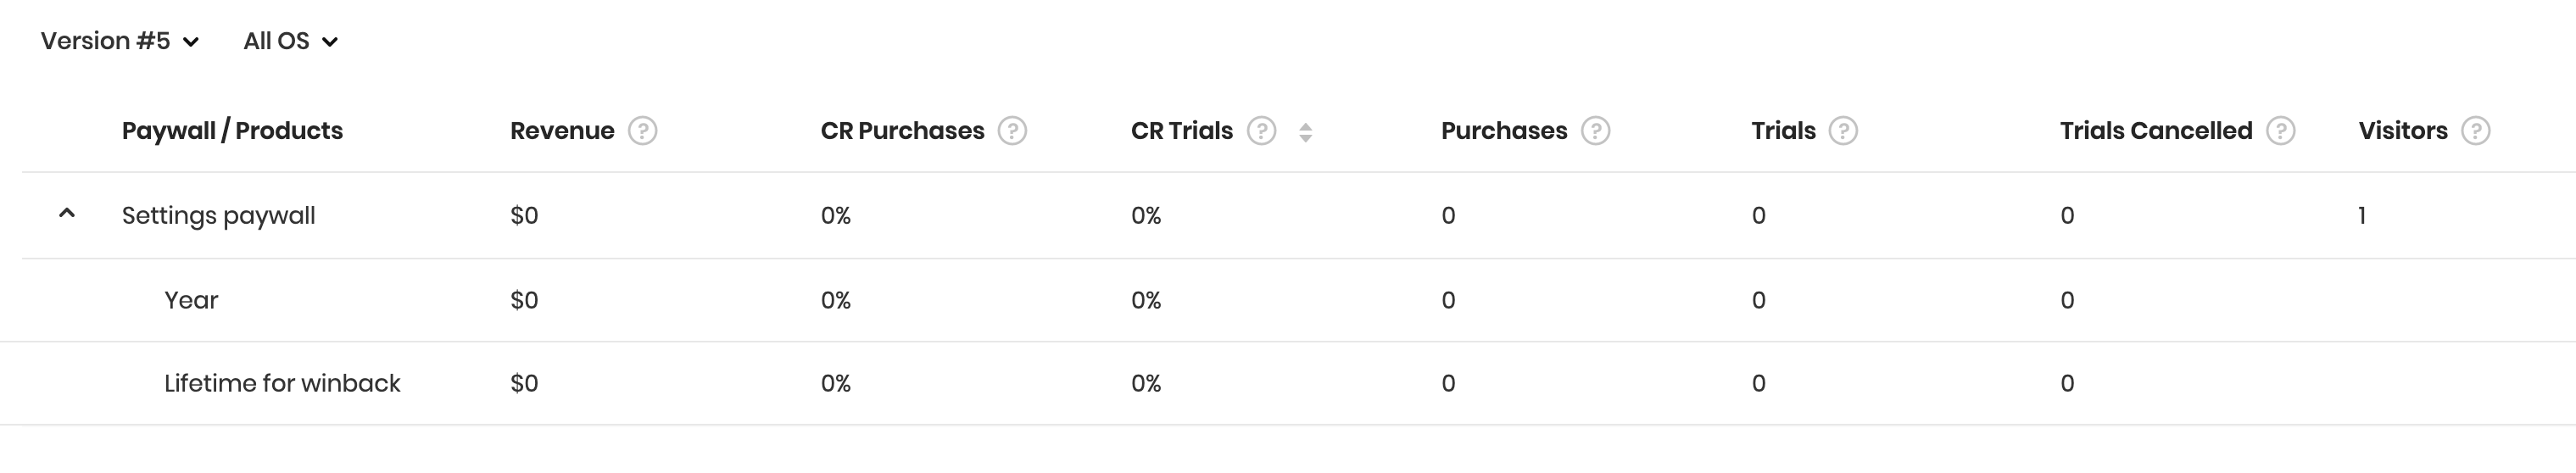 Version #5 All OS
Paywall / Products Revenue ? CR Purchases ? CR Trials ? Purchases ? Trials ? Trials Cancelled ? Visitors ?
Settings paywall $0 0% 0% 0 0 0 1
Year $0 0% 0% 0 0 0
Lifetime for winback $0 0% 0% 0 0 0